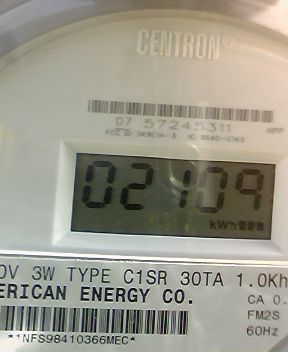 CENTRON®
07 57245311
02109
kWh
0V 3W TYPE C1SR 30TA 1.0Kh
ERICAN ENERGY CO.
CA 0.
FM2S
60Hz
*1NFS98410366MEC*